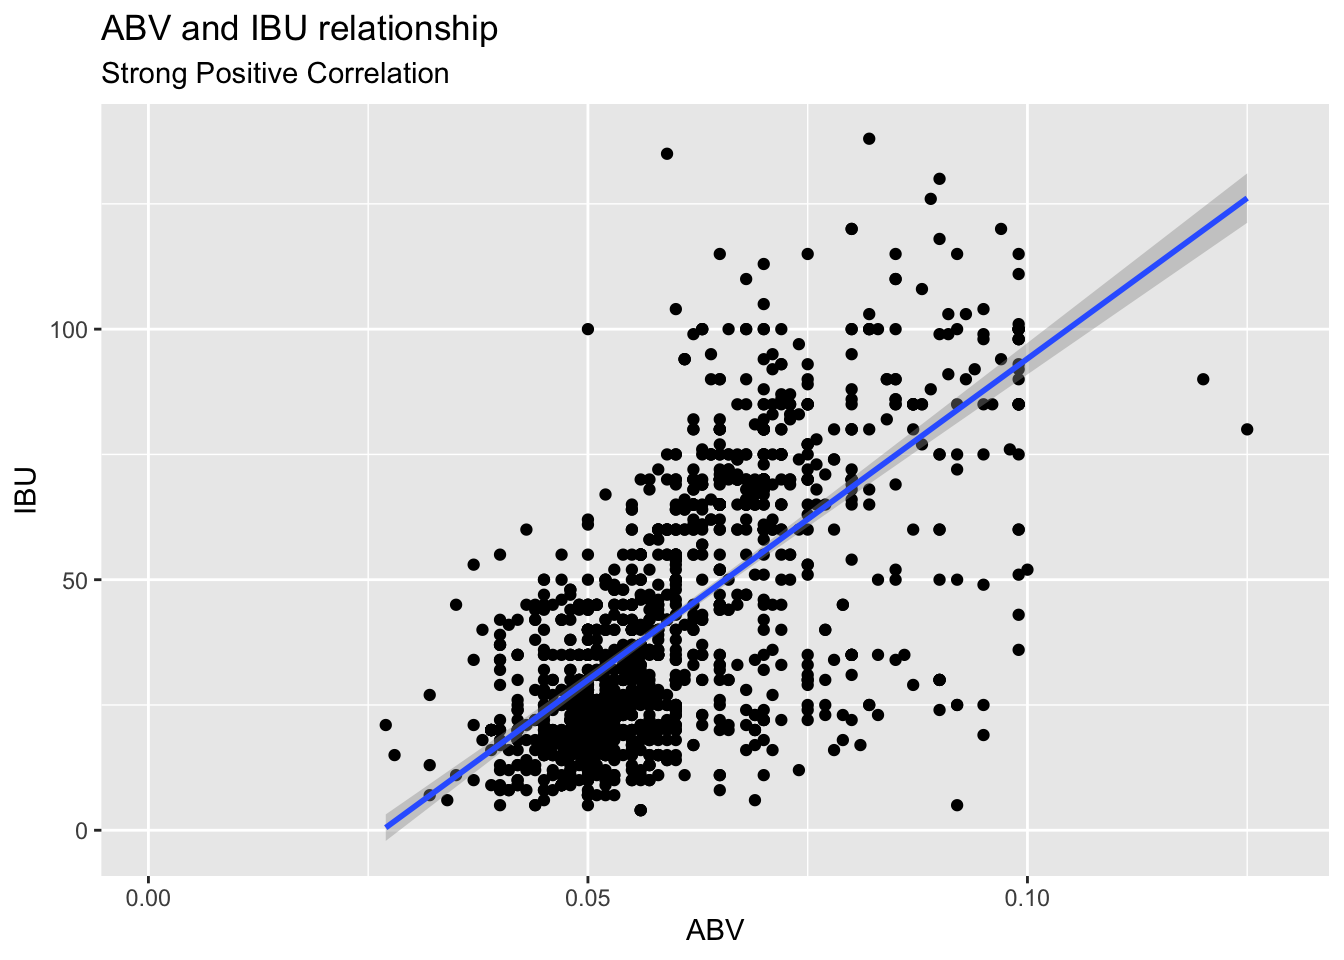 ABV and IBU relationship
Strong Positive Correlation
IBU
100
50
0
0.00 0.05 0.10
ABV